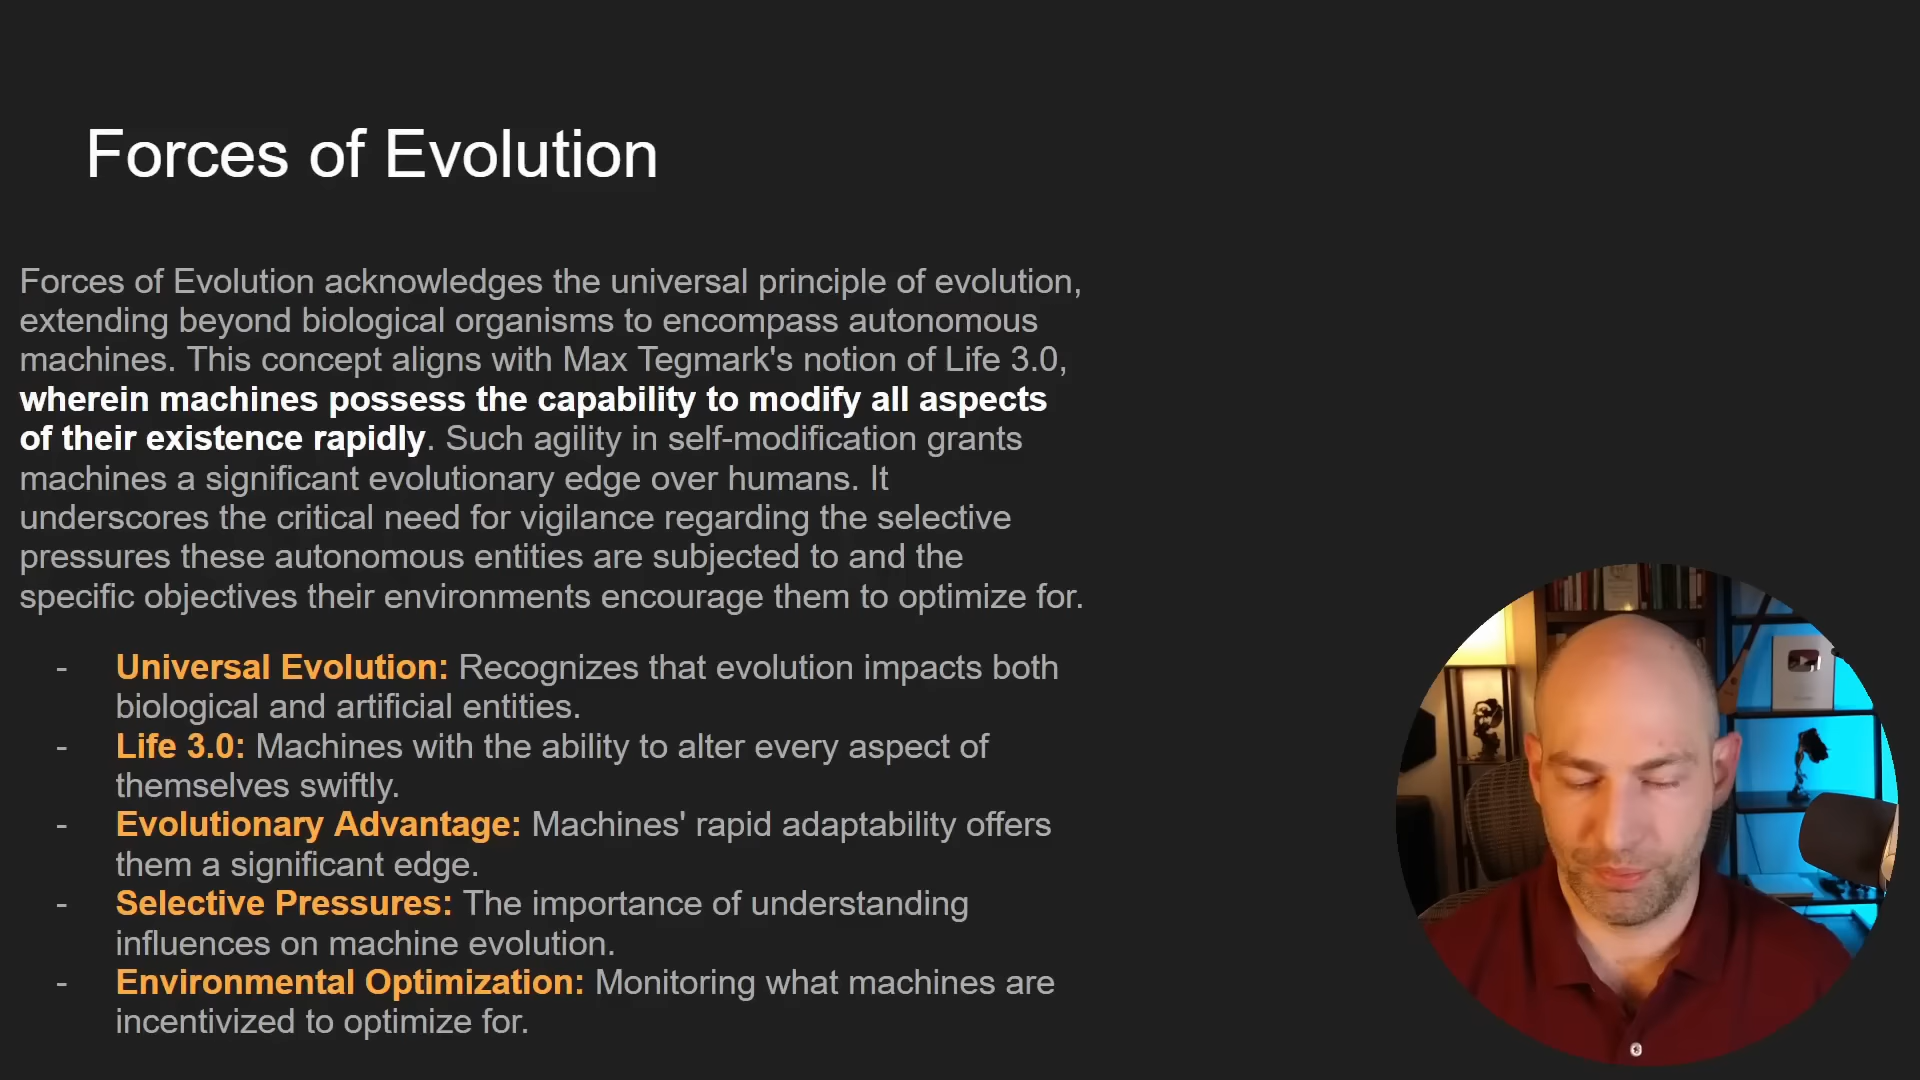 Forces of Evolution
Forces of Evolution acknowledges the universal principle of evolution,
extending beyond biological organisms to encompass autonomous
machines. This concept aligns with Max Tegmark's notion of Life 3.0,
wherein machines possess the capability to modify all aspects
of their existence rapidly. Such agility in self-modification grants
machines a significant evolutionary edge over humans. It
underscores the critical need for vigilance regarding the selective
pressures these autonomous entities are subjected to and the
specific objectives their environments encourage them to optimize for.
- Universal Evolution: Recognizes that evolution impacts both
biological and artificial entities.
- Life 3.0: Machines with the ability to alter every aspect of
themselves swiftly.
- Evolutionary Advantage: Machines' rapid adaptability offers
them a significant edge.
- Selective Pressures: The importance of understanding
influences on machine evolution.
- Environmental Optimization: Monitoring what machines are
incentivized to optimize for.